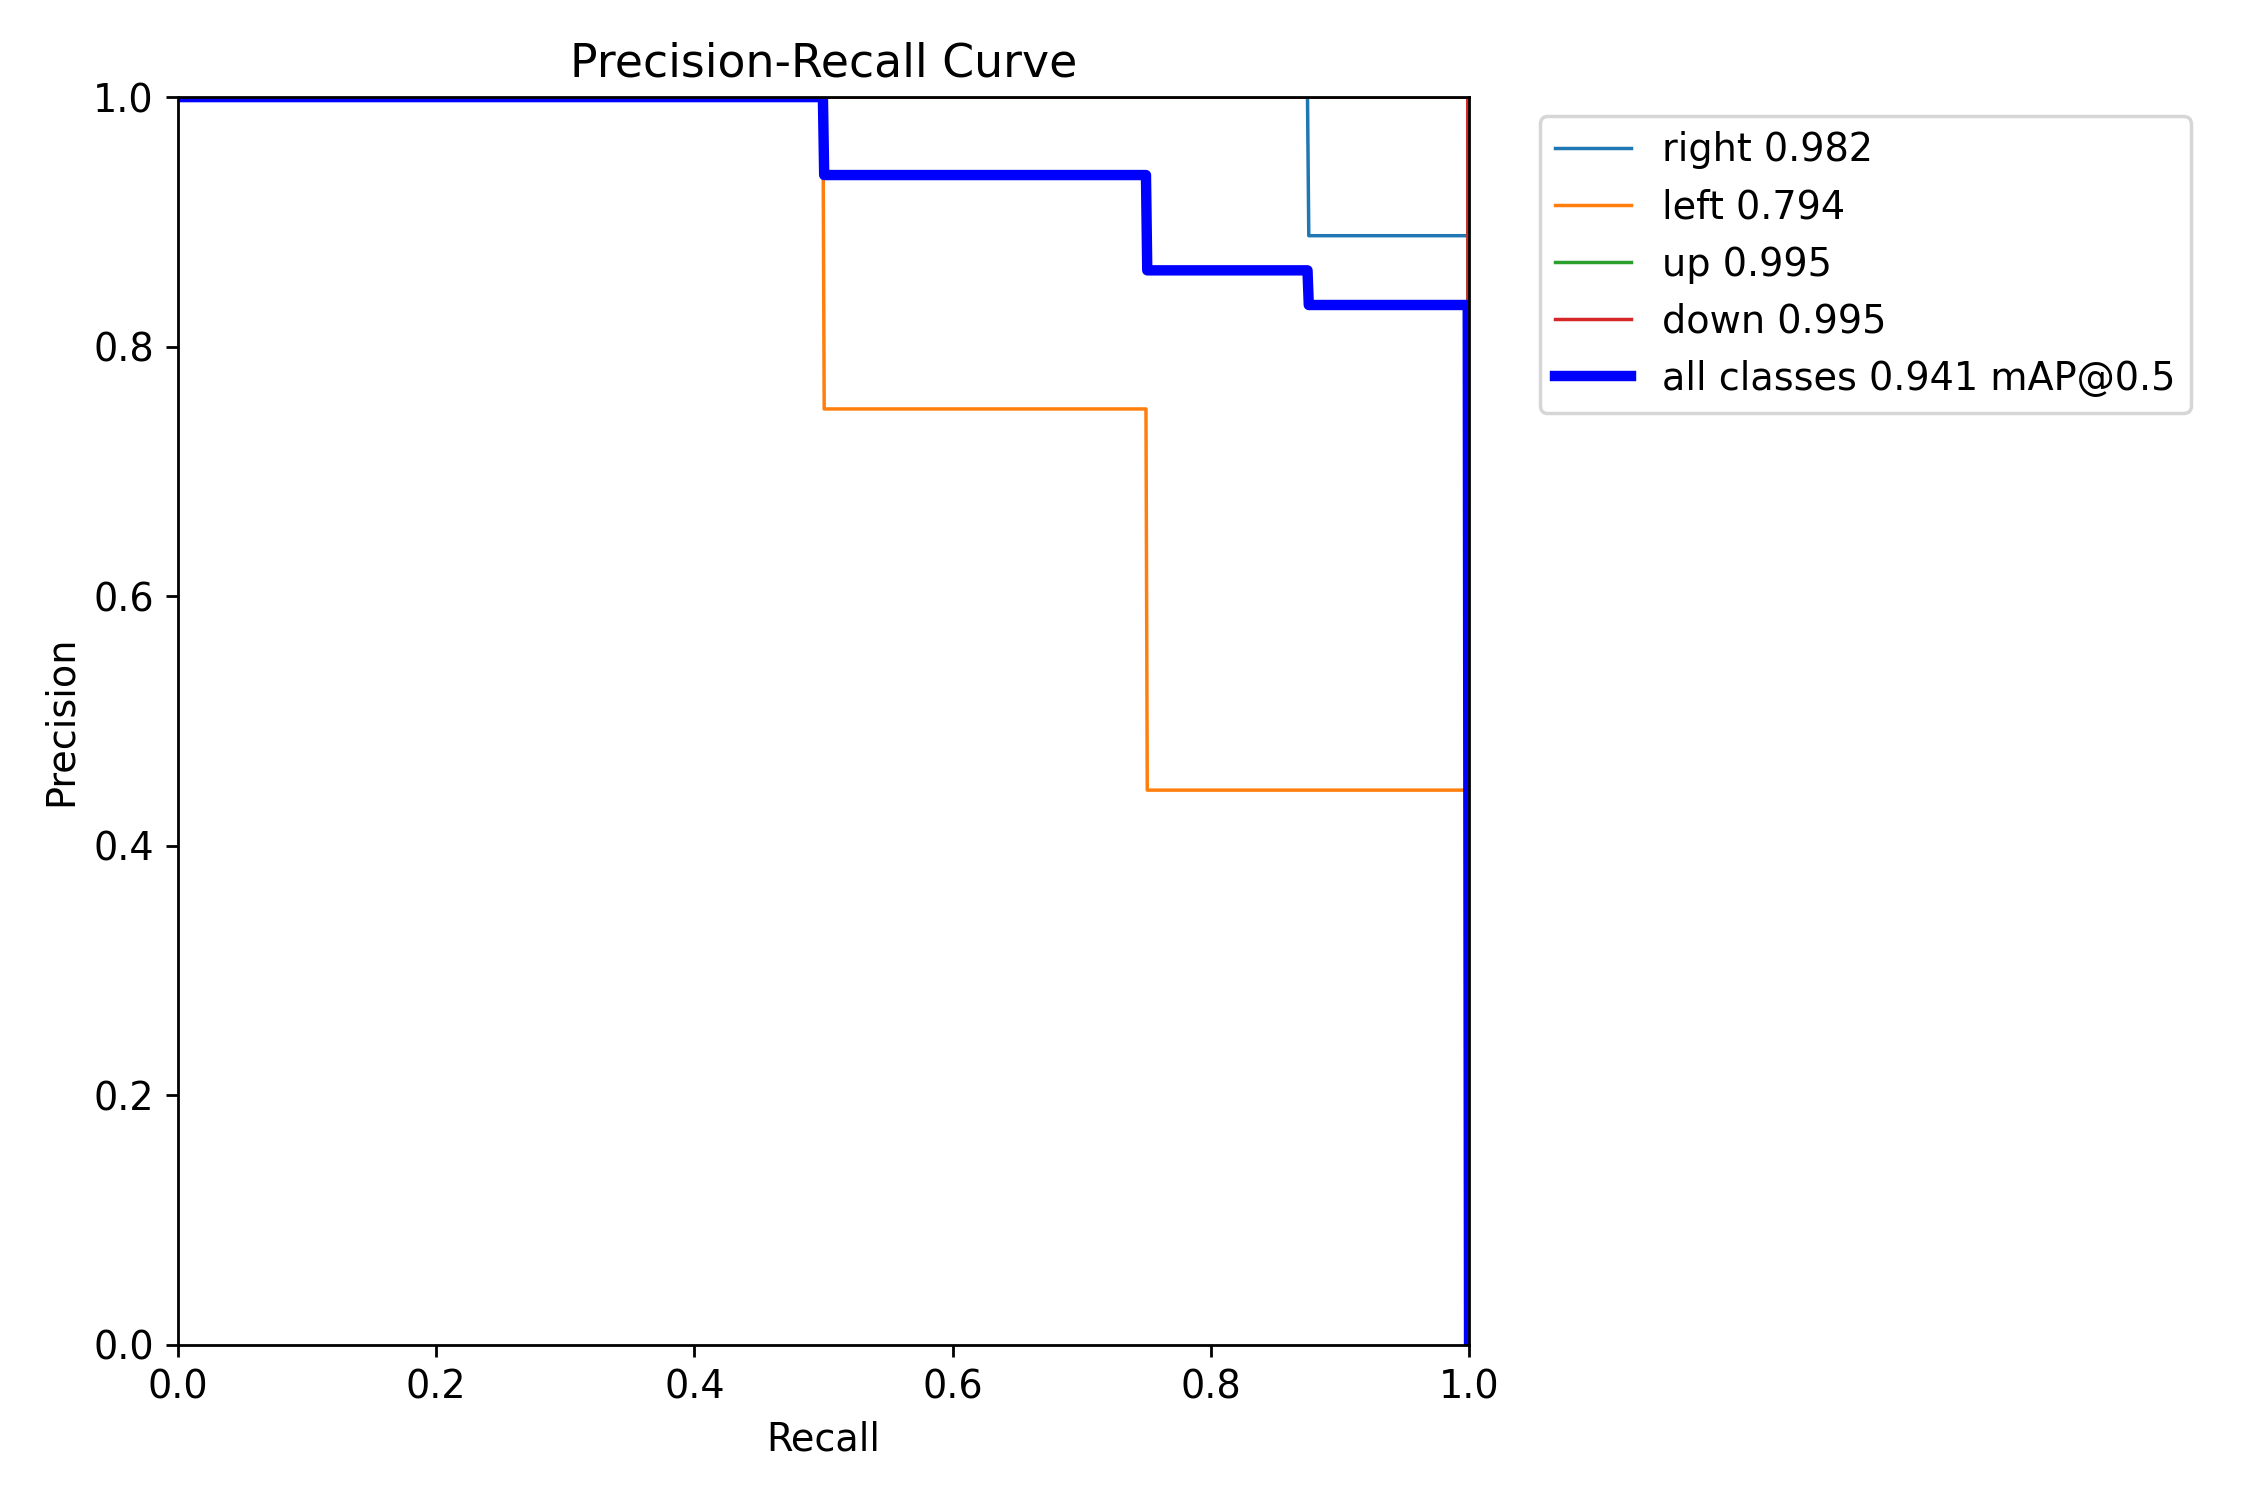 Precision-Recall Curve
1.0
0.8
0.6
0.4
0.2
0.0
Precision
0.0 0.2 0.4 0.6 0.8 1.0
Recall
right 0.982
left 0.794
up 0.995
down 0.995
all classes 0.941 mAP@0.5